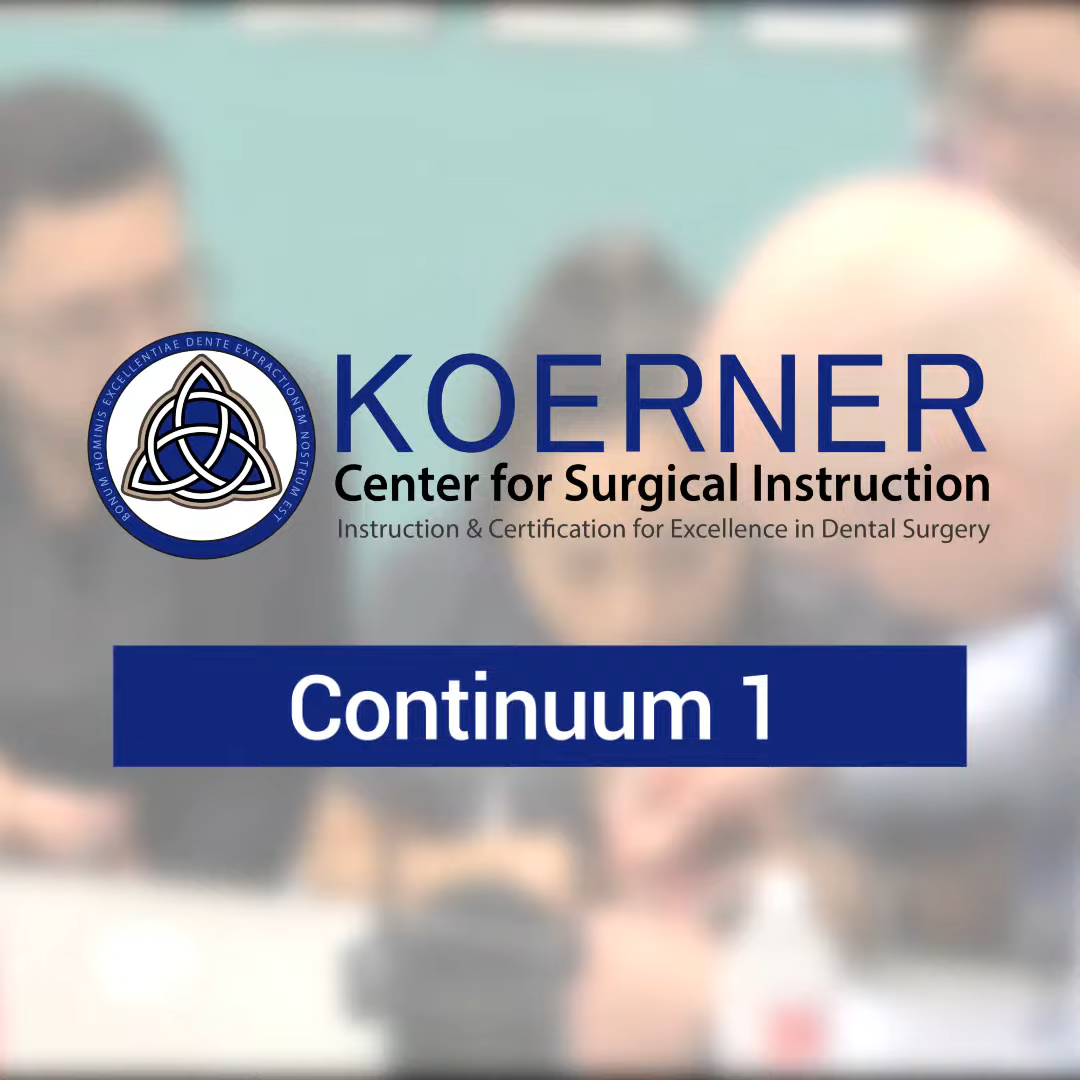 BONUM HOMINIS EXCELLENTIAE DENTE EXTRACTIONEM NOSTRUM EST
KOERNER
Center for Surgical Instruction
Instruction & Certification for Excellence in Dental Surgery
Continuum 1